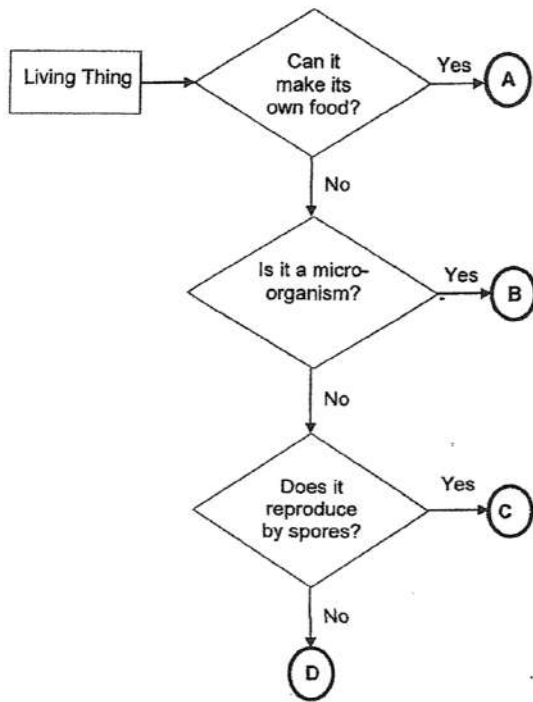 Living Thing
Can it
make its
own food?
Yes
A
No
Is it a micro-
organism?
Yes
B
No
Does it
reproduce
by spores?
Yes
C
No
D